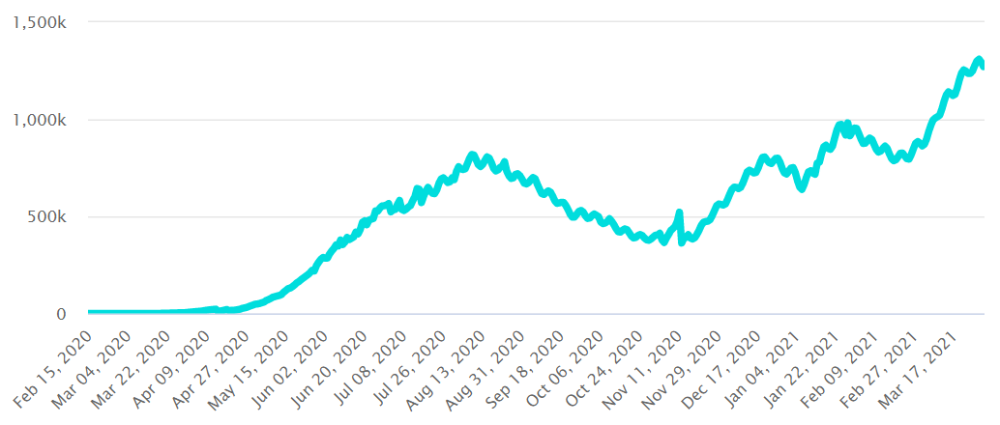 1,500k
1,000k
500k
0
Feb 15, 2020
Mar 04, 2020
Mar 22, 2020
Apr 09, 2020
Apr 27, 2020
May 15, 2020
Jun 02, 2020
Jun 20, 2020
Jul 08, 2020
Jul 26, 2020
Aug 13, 2020
Aug 31, 2020
Sep 18, 2020
Oct 06, 2020
Oct 24, 2020
Nov 11, 2020
Nov 29, 2020
Dec 17, 2020
Jan 04, 2021
Jan 22, 2021
Feb 09, 2021
Feb 27, 2021
Mar 17, 2021